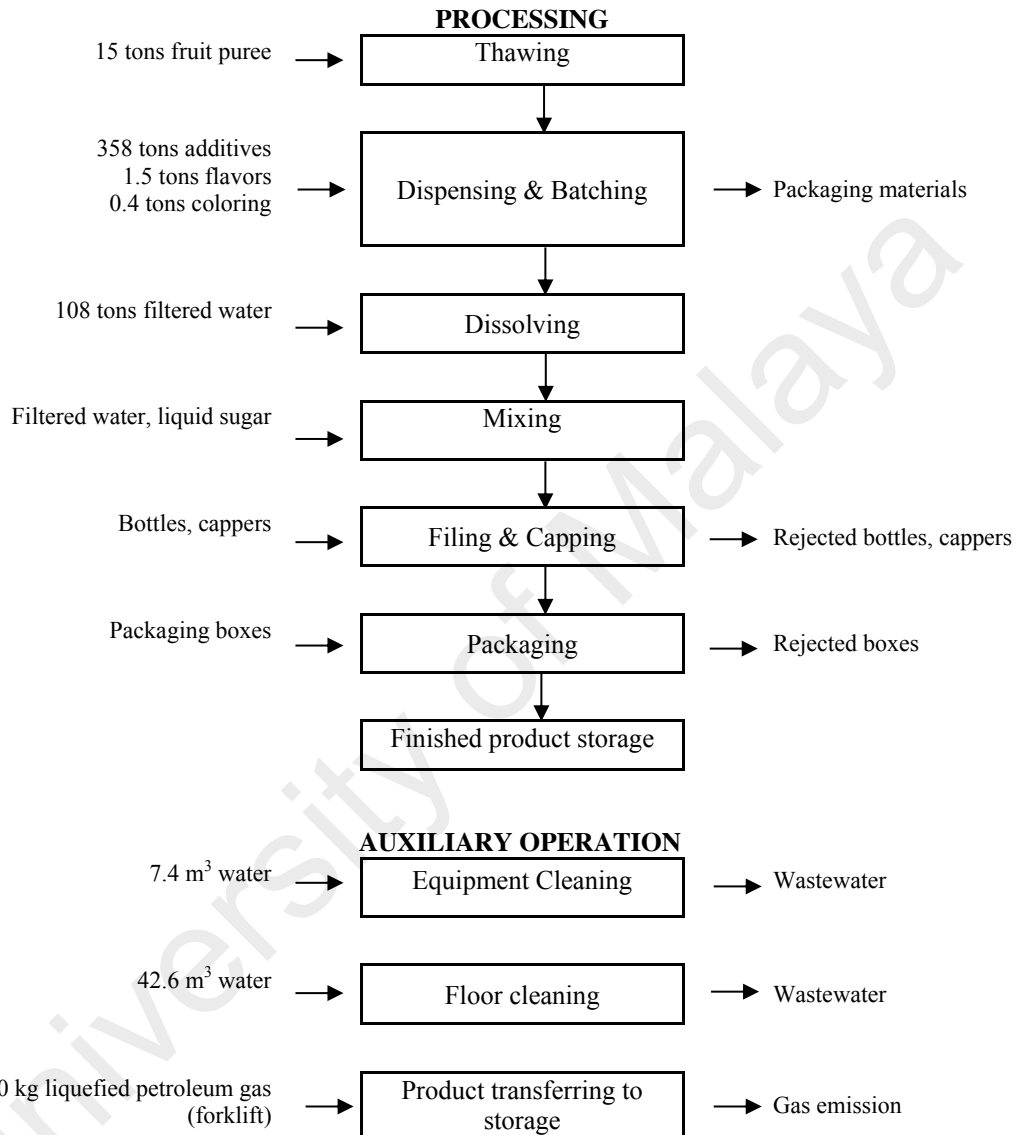 PROCESSING
15 tons fruit puree
Thawing
358 tons additives
1.5 tons flavors
0.4 tons coloring
Dispensing & Batching
Packaging materials
108 tons filtered water
Dissolving
Filtered water, liquid sugar
Mixing
Bottles, cappers
Filing & Capping
Rejected bottles, cappers
Packaging boxes
Packaging
Rejected boxes
Finished product storage
AUXILIARY OPERATION
7.4 m³ water
Equipment Cleaning
Wastewater
42.6 m³ water
Floor cleaning
Wastewater
kg liquefied petroleum gas
(forklift)
Product transferring to
storage
Gas emission
University of Malaya